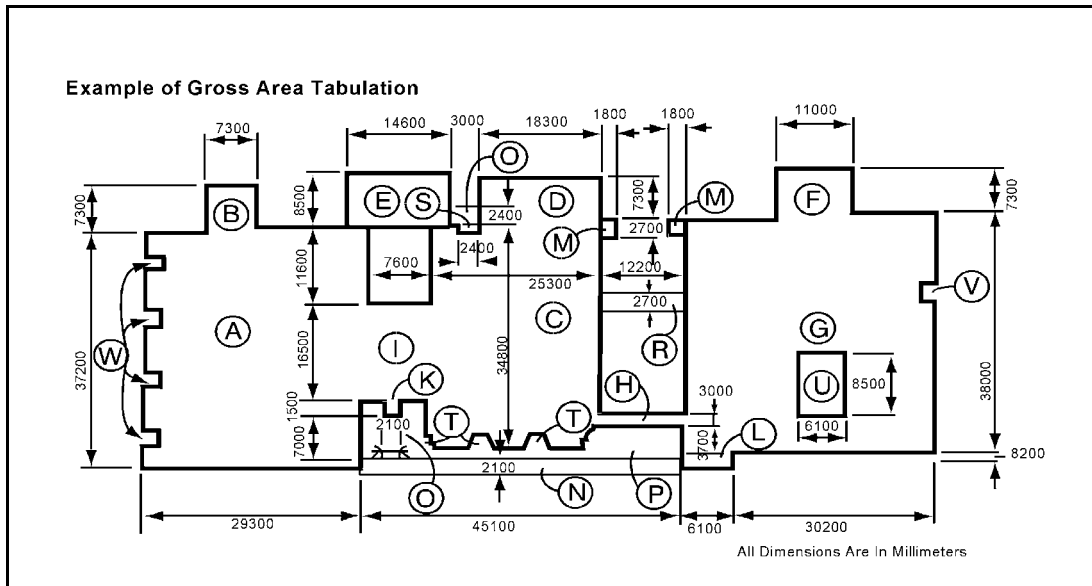 Example of Gross Area Tabulation
7300
14600
3000
18300
1800
1800
11000
O
7300
B
8500
E
S
2400
D
7300
M
F
7300
2700
M
2400
W
A
37200
11600
7600
25300
12200
2700
C
V
16500
I
34800
R
G
U
8500
38000
K
H
3000
6100
1500
2100
T
T
3700
L
7000
8200
2100
O
N
P
29300
45100
6100
30200
All Dimensions Are In Millimeters